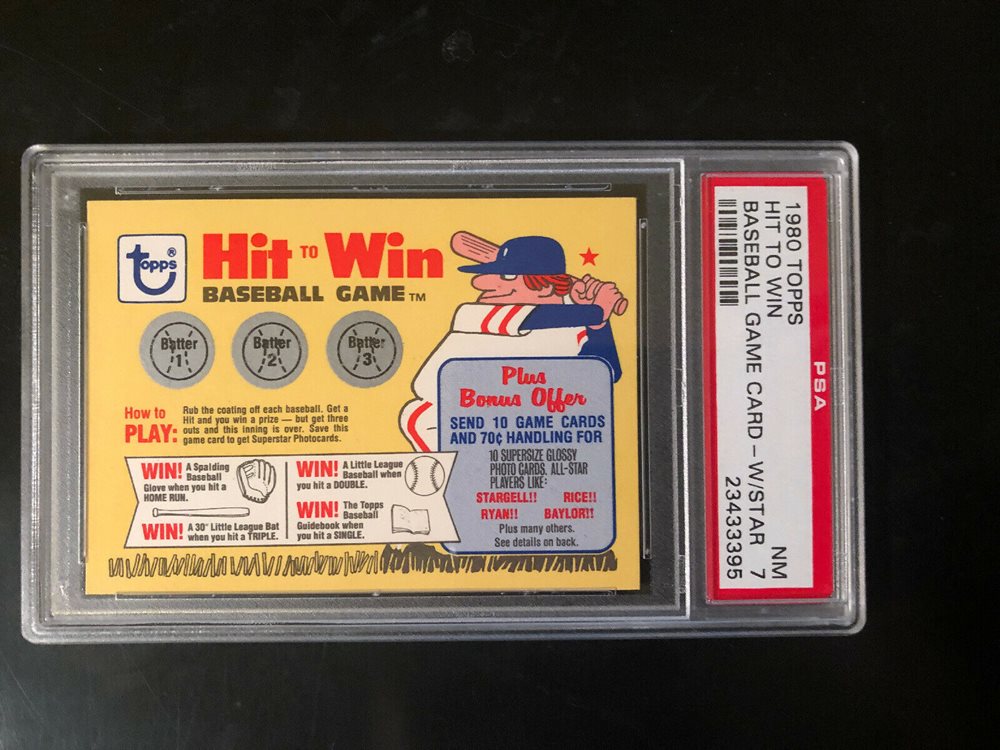 topps®
Hit TO Win
BASEBALL GAME™
Batter
1
Batter
2
Batter
3
How to
PLAY:
Rub the coating off each baseball. Get a
Hit and you win a prize — but get three
outs and this inning is over. Save this
game card to get Superstar Photocards.
WIN! A Spalding
Baseball
Glove when you hit a
HOME RUN.
WIN! A 30" Little League Bat
when you hit a TRIPLE.
WIN! A Little League
Baseball when
you hit a DOUBLE.
WIN! The Topps
Baseball
Guidebook when
you hit a SINGLE.
Plus
Bonus Offer
SEND 10 GAME CARDS
AND 70¢ HANDLING FOR
10 SUPERSIZE GLOSSY
PHOTO CARDS. ALL-STAR
PLAYERS LIKE:
STARGELL!! RICE!!
RYAN!! BAYLOR!!
Plus many others.
See details on back.
1980 TOPPS
HIT TO WIN NM
BASEBALL GAME CARD-W/STAR 7
23433395
PSA